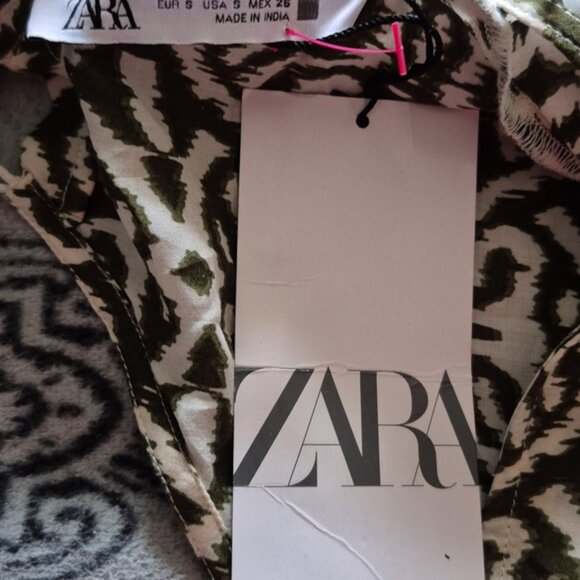 ZARA
EUR S USA S MEX 26
MADE IN INDIA
ZARA